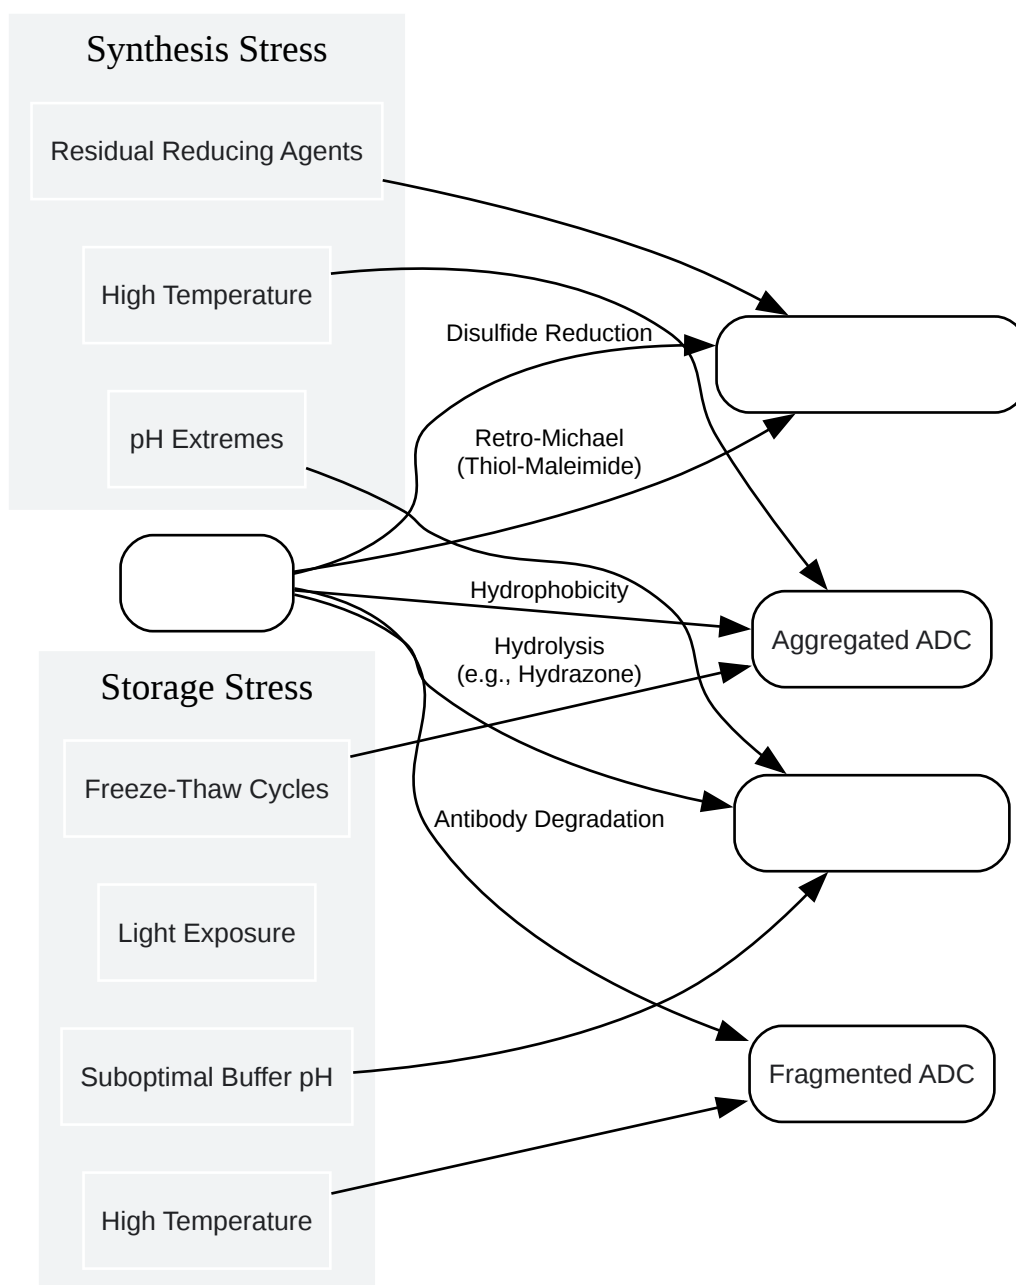 Synthesis Stress
Residual Reducing Agents
High Temperature
pH Extremes
Disulfide Reduction
Retro-Michael
(Thiol-Maleimide)
Hydrophobicity
Hydrolysis
(e.g., Hydrazone)
Antibody Degradation
Aggregated ADC
Fragmented ADC
Storage Stress
Freeze-Thaw Cycles
Light Exposure
Suboptimal Buffer pH
High Temperature